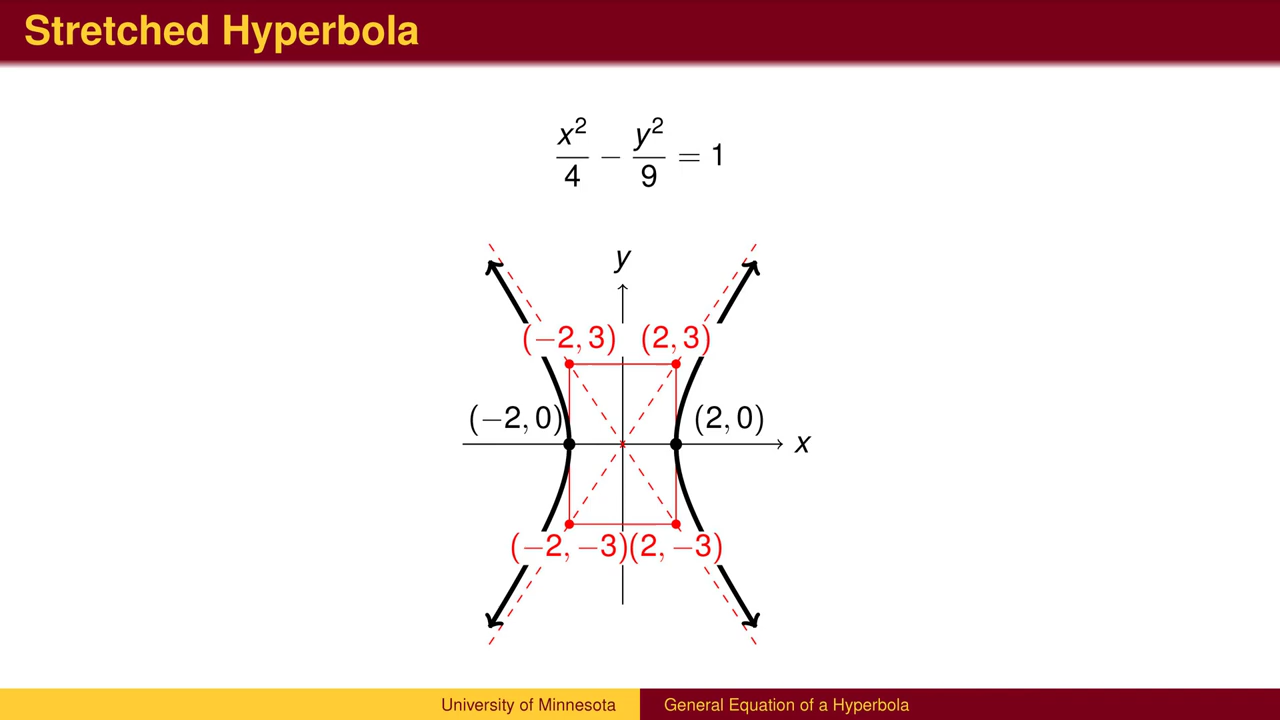 Stretched Hyperbola
x²/4 − y²/9 = 1
y
(−2, 3) (2, 3)
(−2, 0) (2, 0)
x
(−2, −3)(2, −3)
University of Minnesota General Equation of a Hyperbola